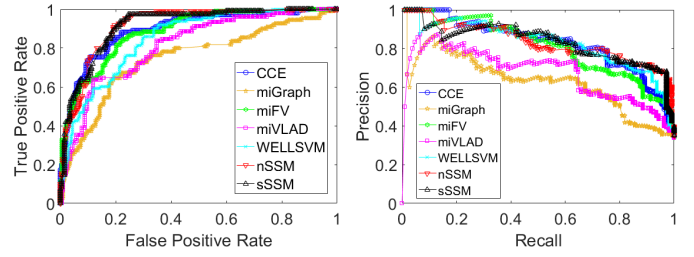 True Positive Rate
1
0.8
0.6
0.4
0.2
0
0 0.2 0.4 0.6 0.8 1
False Positive Rate
CCE
miGraph
miFV
miVLAD
WELLSVM
nSSM
sSSM
Precision
1
0.8
0.6
0.4
0.2
0
0 0.2 0.4 0.6 0.8 1
Recall
CCE
miGraph
miFV
miVLAD
WELLSVM
nSSM
sSSM